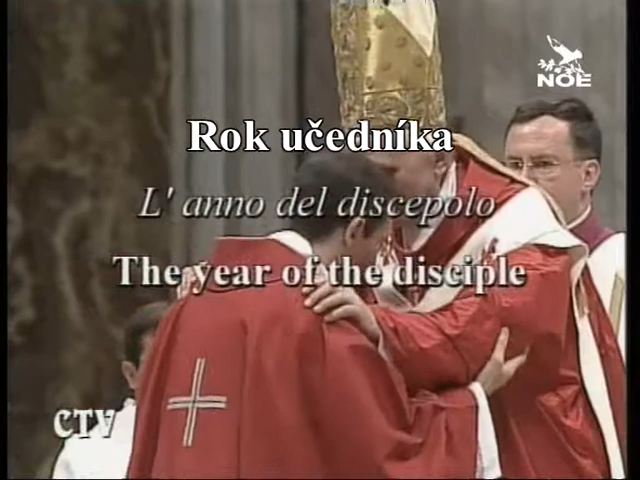 NOE
Rok učedníka
L' anno del discepolo
The year of the disciple
CTV